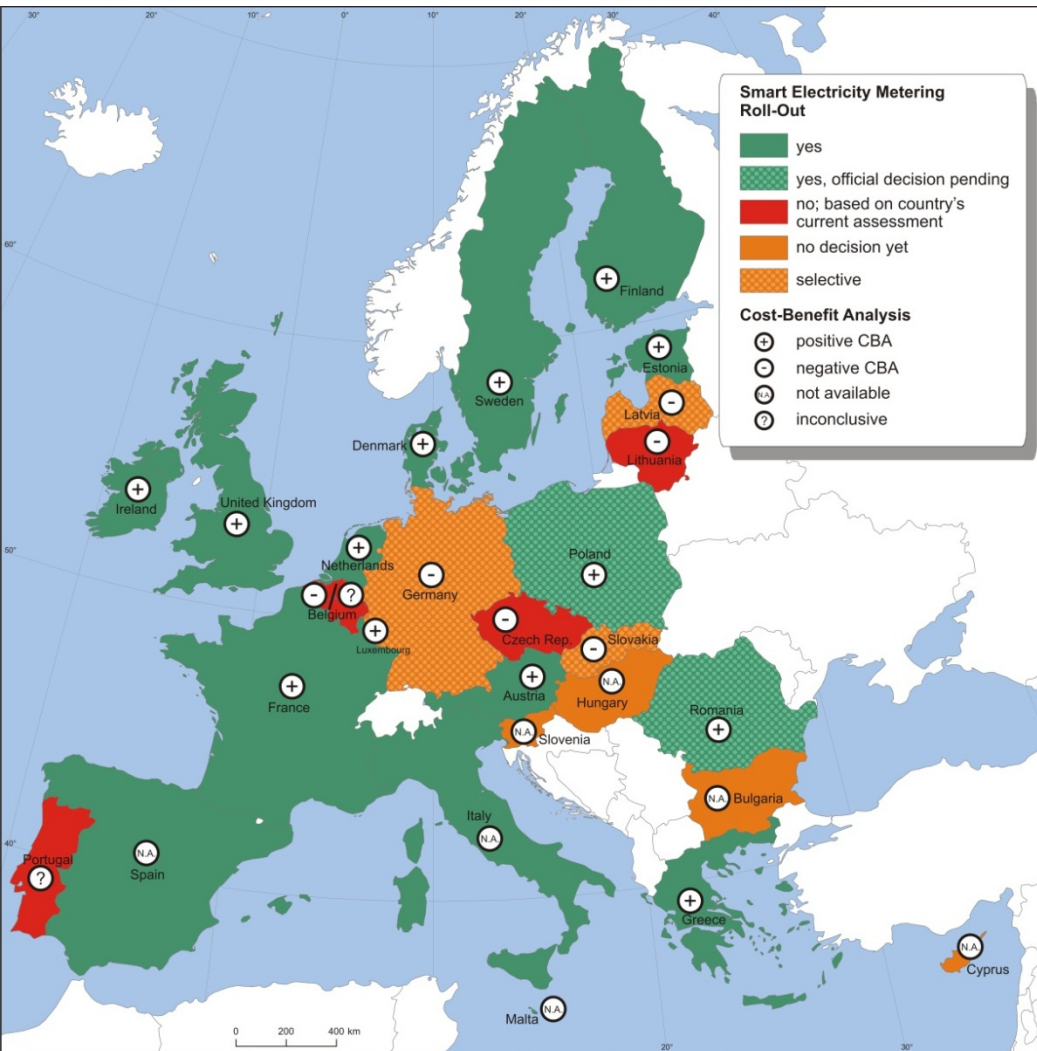 30°
20°
10°
0°
10°
20°
30°
40°
Smart Electricity Metering
Roll-Out
yes
yes, official decision pending
no; based on country's
current assessment
no decision yet
selective
Cost-Benefit Analysis
+ positive CBA
- negative CBA
N.A. not available
? inconclusive
60°
50°
40°
+
Finland
+
Estonia
+
Sweden
-
Latvia
-
Lithuania
Denmark +
+
Ireland
United Kingdom
+
+
Netherlands
-
Germany
Poland
+
- / ?
Belgium
+
Luxembourg
-
Czech Rep.
Slovakia
-
+
Austria
N.A.
Hungary
+
France
N.A.
Slovenia
Romania
+
N.A. Bulgaria
Italy
N.A.
Portugal
?
N.A.
Spain
+
Greece
N.A.
Cyprus
Malta N.A.
0 200 400 km
20°
30°